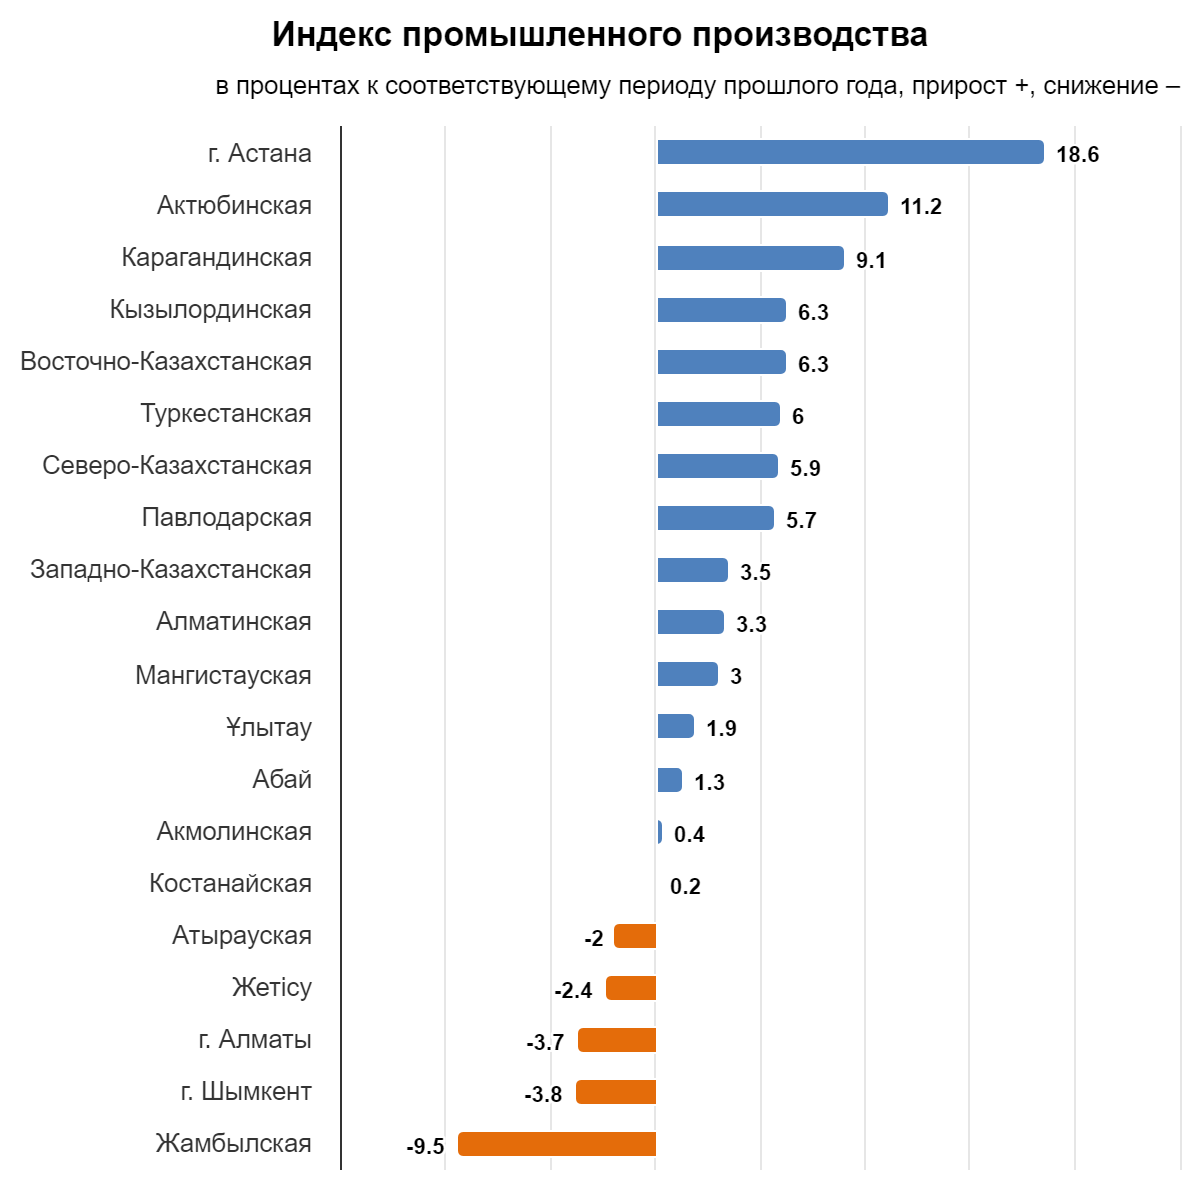 Индекс промышленного производства
в процентах к соответствующему периоду прошлого года, прирост +, снижение –
г. Астана 18.6
Актюбинская 11.2
Карагандинская 9.1
Кызылординская 6.3
Восточно-Казахстанская 6.3
Туркестанская 6
Северо-Казахстанская 5.9
Павлодарская 5.7
Западно-Казахстанская 3.5
Алматинская 3.3
Мангистауская 3
Ұлытау 1.9
Абай 1.3
Акмолинская 0.4
Костанайская 0.2
Атырауская -2
Жетісу -2.4
г. Алматы -3.7
г. Шымкент -3.8
Жамбылская -9.5